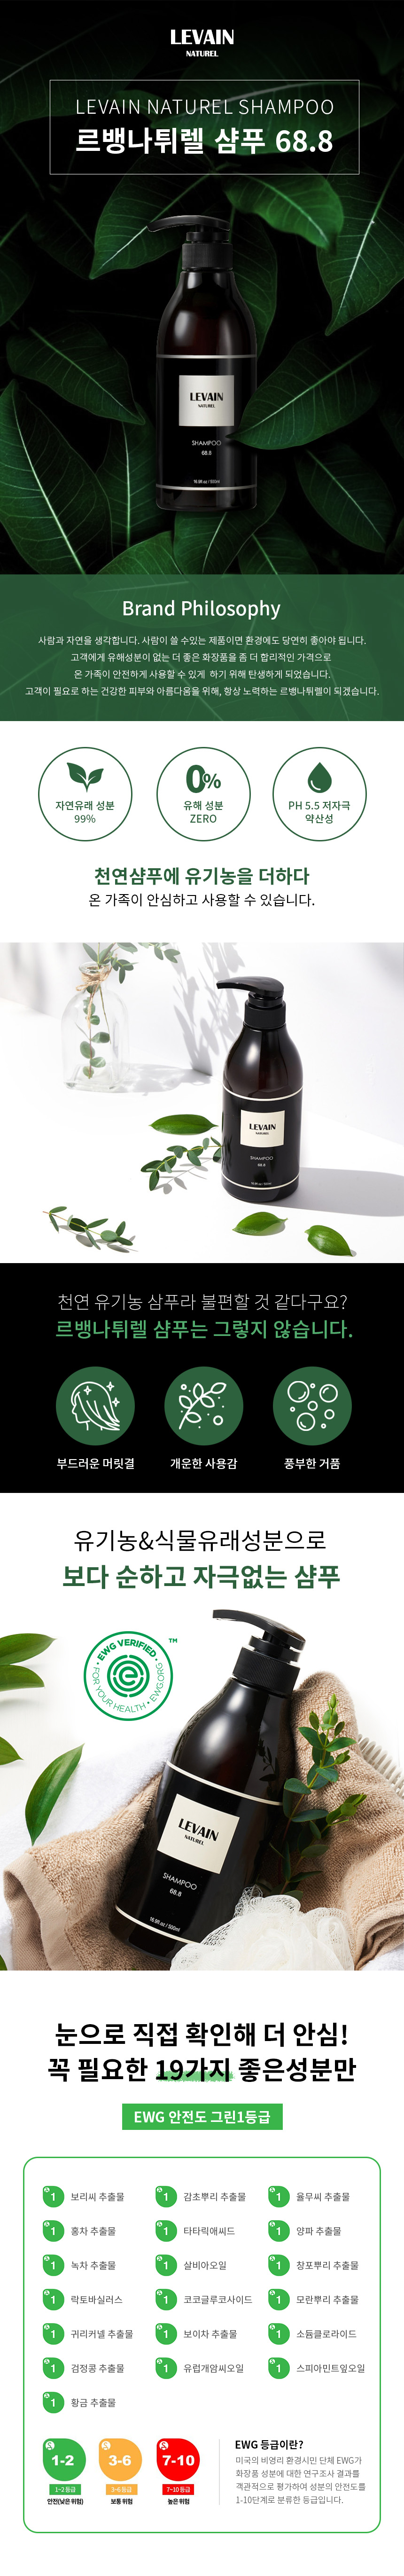 LEVAIN
NATUREL
LEVAIN NATUREL SHAMPOO
르뱅나튀렐 샴푸 68.8
LEVAIN
NATUREL
SHAMPOO
68.8
16.9fl oz / 500ml
Brand Philosophy
사람과 자연을 생각합니다. 사람이 쓸 수있는 제품이면 환경에도 당연히 좋아야 됩니다.
고객에게 유해성분이 없는 더 좋은 화장품을 좀 더 합리적인 가격으로
온 가족이 안전하게 사용할 수 있게 하기 위해 탄생하게 되었습니다.
고객이 필요로 하는 건강한 피부와 아름다움을 위해, 항상 노력하는 르뱅나튀렐이 되겠습니다.
자연유래 성분
99%
0%
유해 성분
ZERO
PH 5.5 저자극
약산성
천연샴푸에 유기농을 더하다
온 가족이 안심하고 사용할 수 있습니다.
LEVAIN
NATUREL
SHAMPOO
68.8
16.9fl oz / 500ml
천연 유기농 샴푸라 불편할 것 같다구요?
르뱅나튀렐 샴푸는 그렇지 않습니다.
부드러운 머릿결
개운한 사용감
풍부한 거품
유기농&식물유래성분으로
보다 순하고 자극없는 샴푸
EWG VERIFIED TM
FOR YOUR HEALTH • EWG.ORG
LEVAIN
NATUREL
SHAMPOO
68.8
16.9fl oz / 500ml
눈으로 직접 확인해 더 안심!
꼭 필요한 19가지 좋은성분만
EWG 안전도 그린1등급
1 보리씨 추출물
1 감초뿌리 추출물
1 율무씨 추출물
1 홍차 추출물
1 타타릭애씨드
1 양파 추출물
1 녹차 추출물
1 살비아오일
1 창포뿌리 추출물
1 락토바실러스
1 코코글루코사이드
1 모란뿌리 추출물
1 귀리커넬 추출물
1 보이차 추출물
1 소듐클로라이드
1 검정콩 추출물
1 유럽개암씨오일
1 스피아민트잎오일
1 황금 추출물
1-2
1~2 등급
안전(낮은 위험)
3-6
3~6 등급
보통 위험
7-10
7~10 등급
높은 위험
EWG 등급이란?
미국의 비영리 환경시민 단체 EWG가
화장품 성분에 대한 연구조사 결과를
객관적으로 평가하여 성분의 안전도를
1-10단계로 분류한 등급입니다.